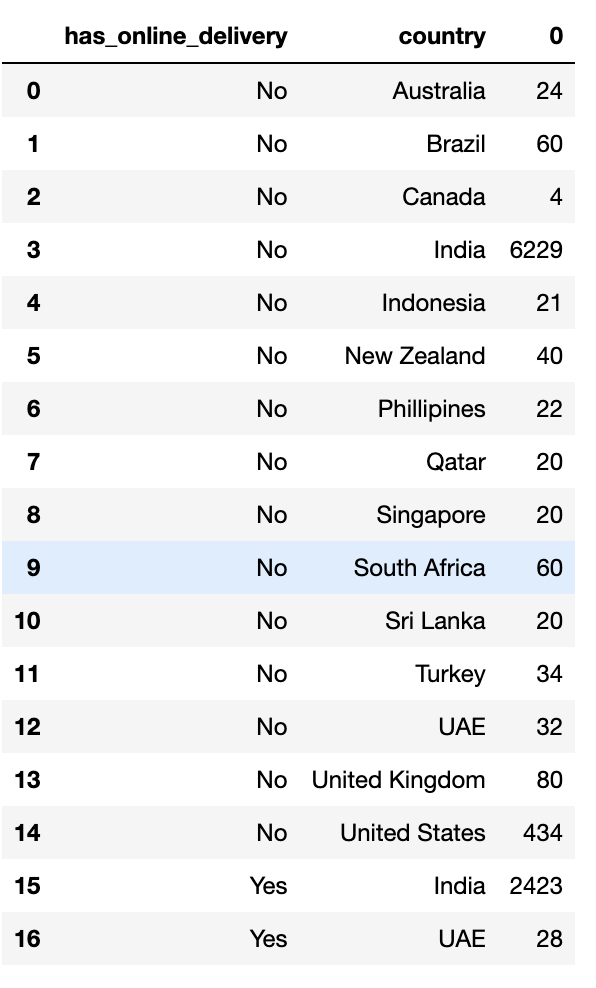 has_online_delivery country 0
0 No Australia 24
1 No Brazil 60
2 No Canada 4
3 No India 6229
4 No Indonesia 21
5 No New Zealand 40
6 No Phillipines 22
7 No Qatar 20
8 No Singapore 20
9 No South Africa 60
10 No Sri Lanka 20
11 No Turkey 34
12 No UAE 32
13 No United Kingdom 80
14 No United States 434
15 Yes India 2423
16 Yes UAE 28